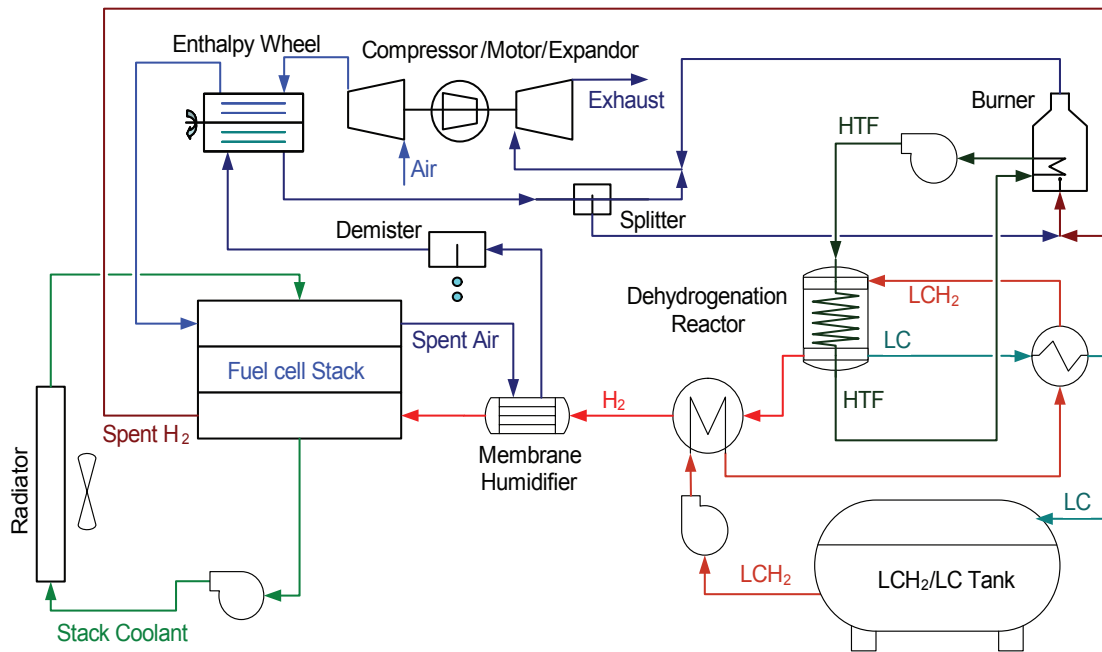 Enthalpy Wheel
Compressor/Motor/Expandor
Exhaust
Burner
HTF
Air
Splitter
Demister
Dehydrogenation
Reactor
LCH₂
LC
Spent Air
Fuel cell Stack
HTF
H₂
Spent H₂
Membrane
Humidifier
Radiator
LC
LCH₂
LCH₂/LC Tank
Stack Coolant